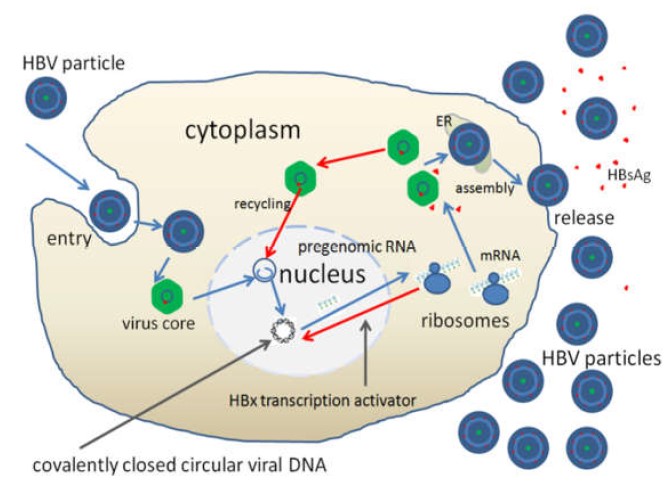 HBV particle
cytoplasm
ER
recycling
assembly
HBsAg
release
entry
pregenomic RNA
mRNA
nucleus
virus core
ribosomes
HBV particles
HBx transcription activator
covalently closed circular viral DNA